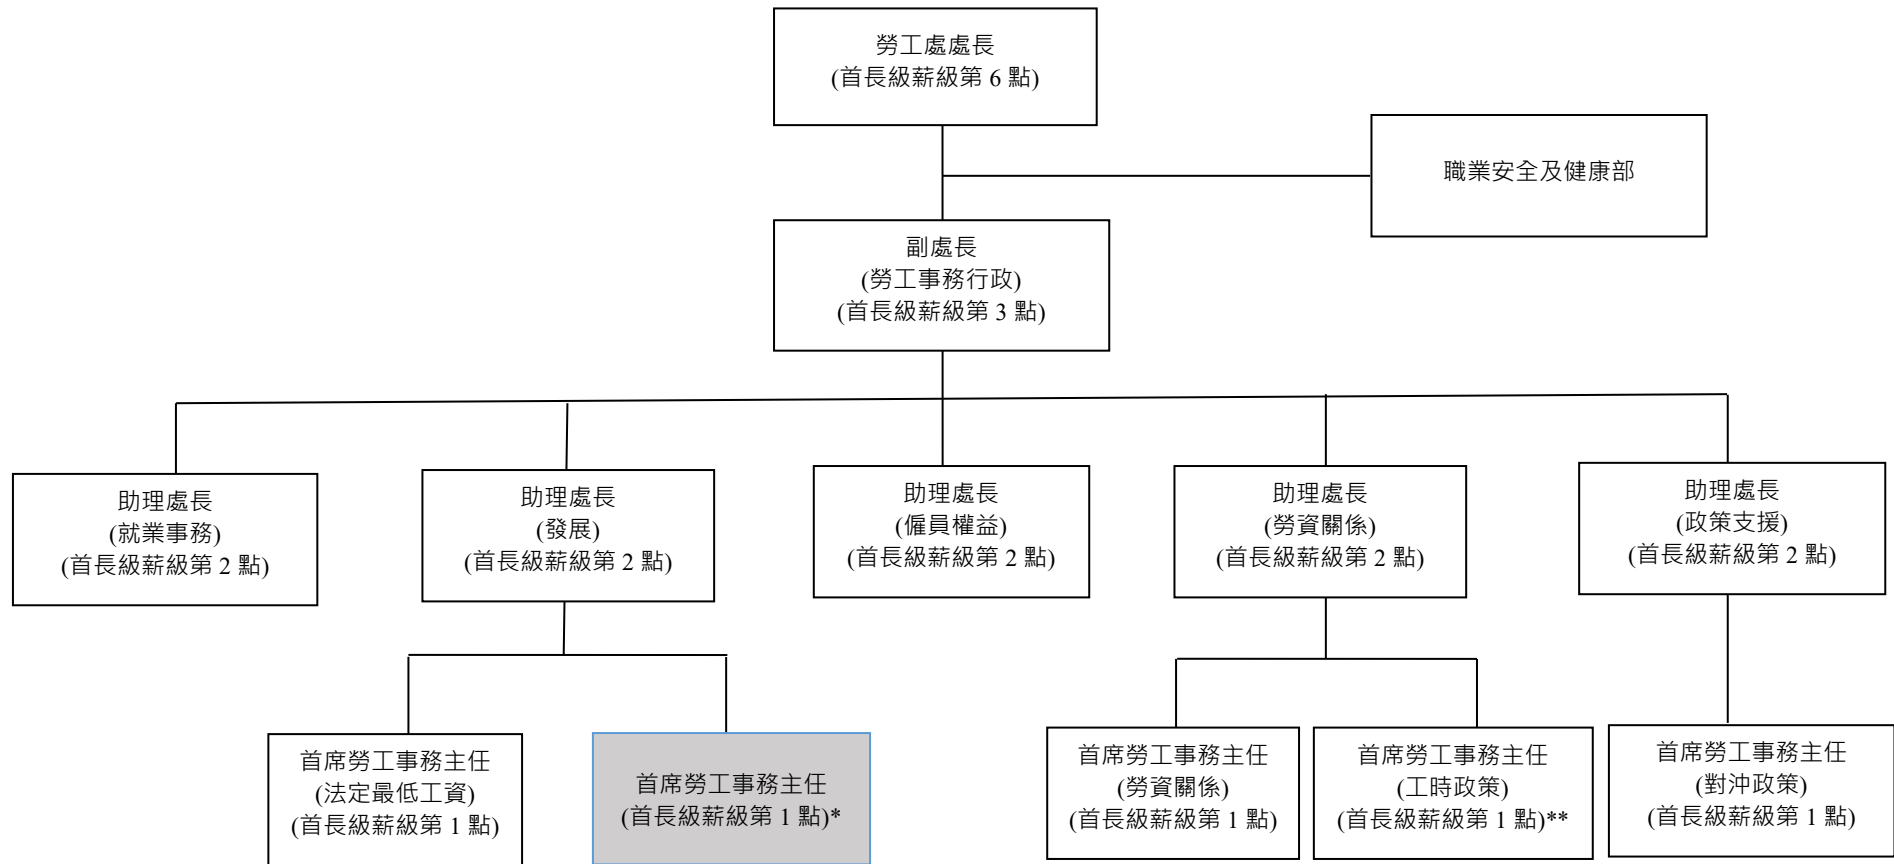 勞工處處長
(首長級薪級第 6 點)
職業安全及健康部
副處長
(勞工事務行政)
(首長級薪級第 3 點)
助理處長
(就業事務)
(首長級薪級第 2 點)
助理處長
(發展)
(首長級薪級第 2 點)
助理處長
(僱員權益)
(首長級薪級第 2 點)
助理處長
(勞資關係)
(首長級薪級第 2 點)
助理處長
(政策支援)
(首長級薪級第 2 點)
首席勞工事務主任
(法定最低工資)
(首長級薪級第 1 點)
首席勞工事務主任
(首長級薪級第 1 點)*
首席勞工事務主任
(勞資關係)
(首長級薪級第 1 點)
首席勞工事務主任
(工時政策)
(首長級薪級第 1 點)**
首席勞工事務主任
(對沖政策)
(首長級薪級第 1 點)